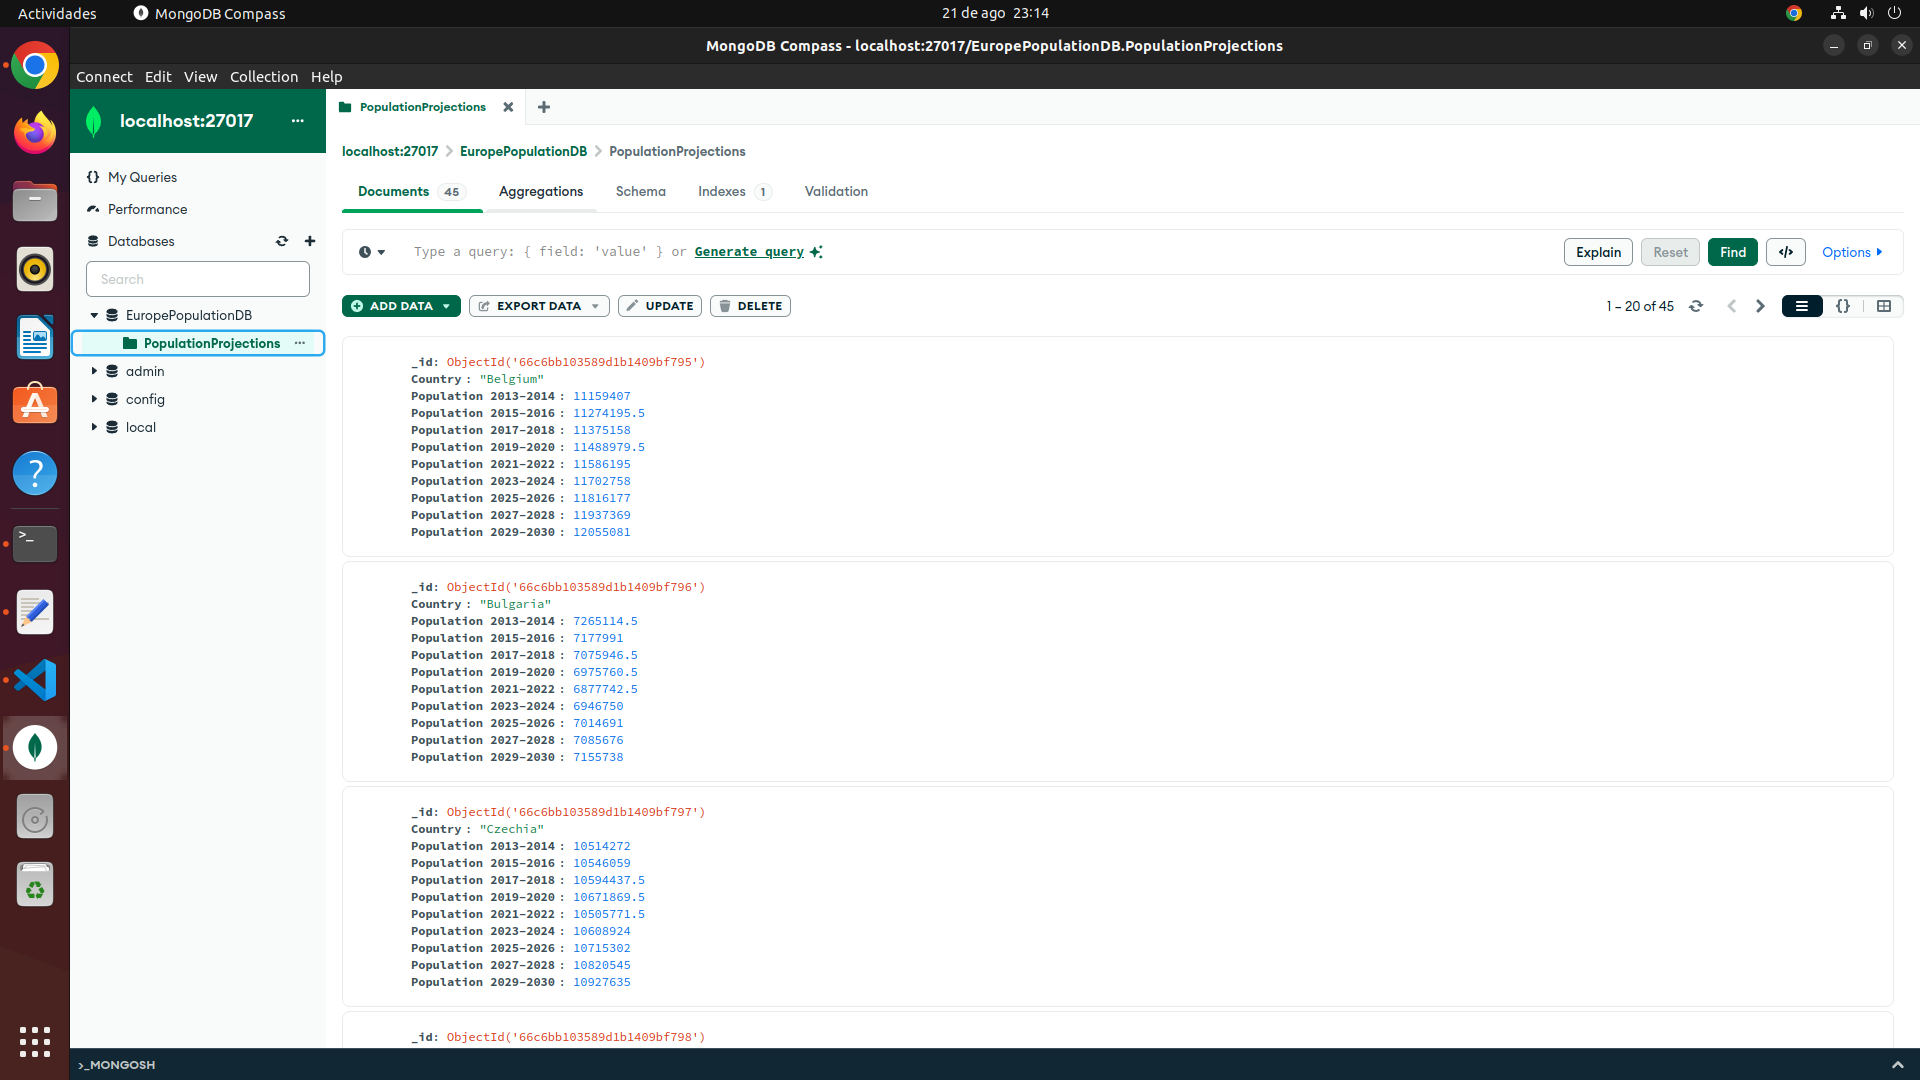 Actividades MongoDB Compass 21 de ago 23:14
MongoDB Compass - localhost:27017/EuropePopulationDB.PopulationProjections
Connect Edit View Collection Help
localhost:27017
My Queries
Performance
Databases
Search
EuropePopulationDB
PopulationProjections
admin
config
local
PopulationProjections
localhost:27017 > EuropePopulationDB > PopulationProjections
Documents 45 Aggregations Schema Indexes 1 Validation
Type a query: { field: 'value' } or Generate query
Explain Reset Find </> Options
ADD DATA EXPORT DATA UPDATE DELETE
1 – 20 of 45
_id: ObjectId('66c6bb103589d1b1409bf795')
Country : "Belgium"
Population 2013-2014 : 11159407
Population 2015-2016 : 11274195.5
Population 2017-2018 : 11375158
Population 2019-2020 : 11488979.5
Population 2021-2022 : 11586195
Population 2023-2024 : 11702758
Population 2025-2026 : 11816177
Population 2027-2028 : 11937369
Population 2029-2030 : 12055081
_id: ObjectId('66c6bb103589d1b1409bf796')
Country : "Bulgaria"
Population 2013-2014 : 7265114.5
Population 2015-2016 : 7177991
Population 2017-2018 : 7075946.5
Population 2019-2020 : 6975760.5
Population 2021-2022 : 6877742.5
Population 2023-2024 : 6946750
Population 2025-2026 : 7014691
Population 2027-2028 : 7085676
Population 2029-2030 : 7155738
_id: ObjectId('66c6bb103589d1b1409bf797')
Country : "Czechia"
Population 2013-2014 : 10514272
Population 2015-2016 : 10546059
Population 2017-2018 : 10594437.5
Population 2019-2020 : 10671869.5
Population 2021-2022 : 10505771.5
Population 2023-2024 : 10608924
Population 2025-2026 : 10715302
Population 2027-2028 : 10820545
Population 2029-2030 : 10927635
_id: ObjectId('66c6bb103589d1b1409bf798')
>_MONGOSH